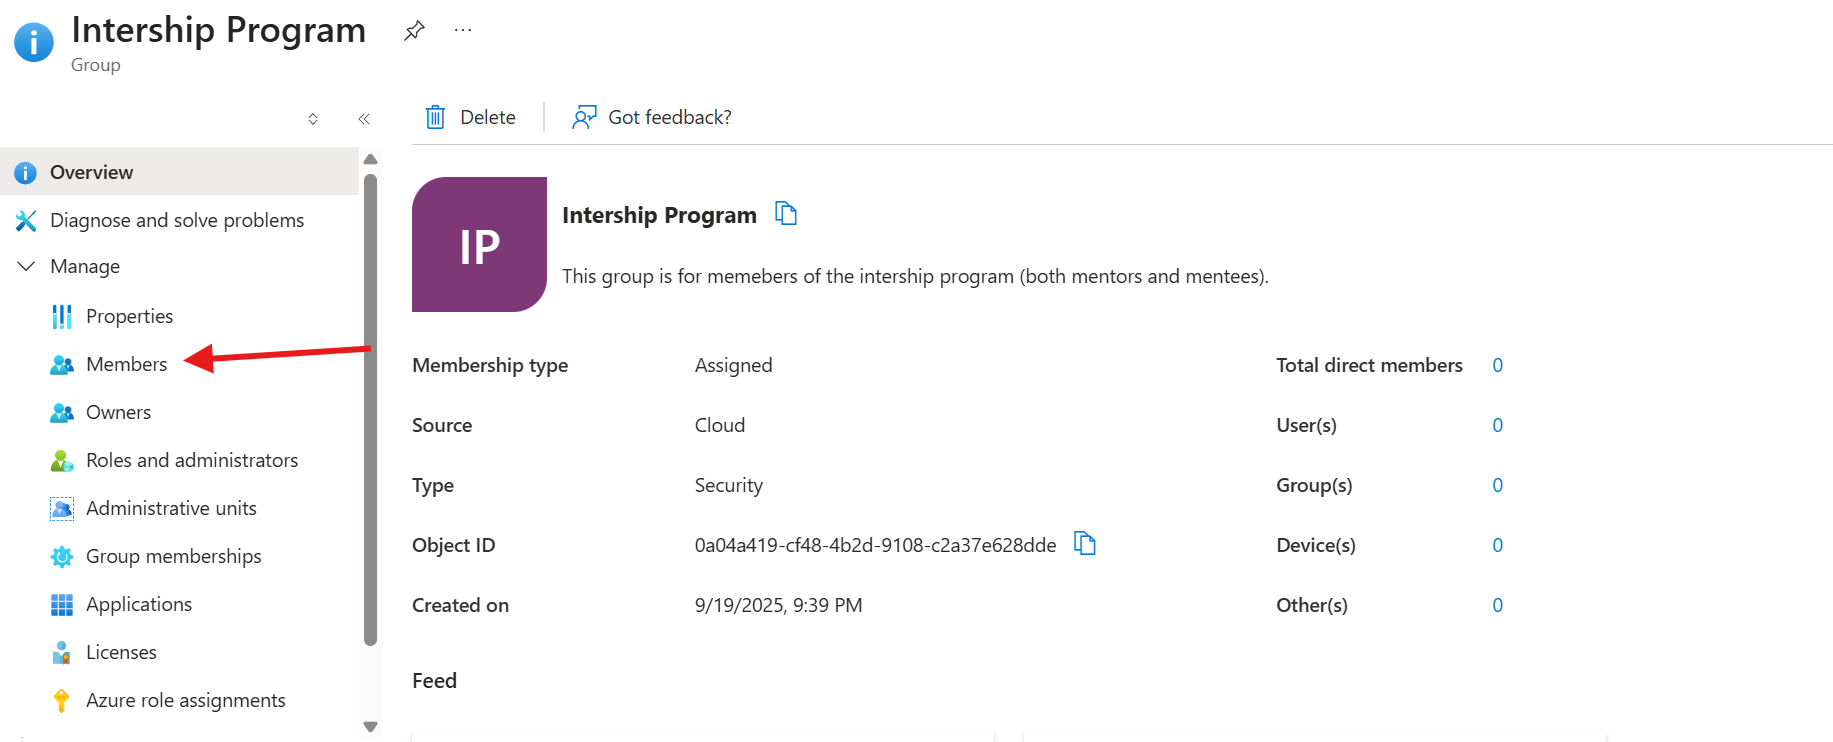 Intership Program
Group
Delete
Got feedback?
Overview
Diagnose and solve problems
Manage
Properties
Members
Owners
Roles and administrators
Administrative units
Group memberships
Applications
Licenses
Azure role assignments
IP
Intership Program
This group is for memebers of the intership program (both mentors and mentees).
Membership type Assigned
Source Cloud
Type Security
Object ID 0a04a419-cf48-4b2d-9108-c2a37e628dde
Created on 9/19/2025, 9:39 PM
Total direct members 0
User(s) 0
Group(s) 0
Device(s) 0
Other(s) 0
Feed